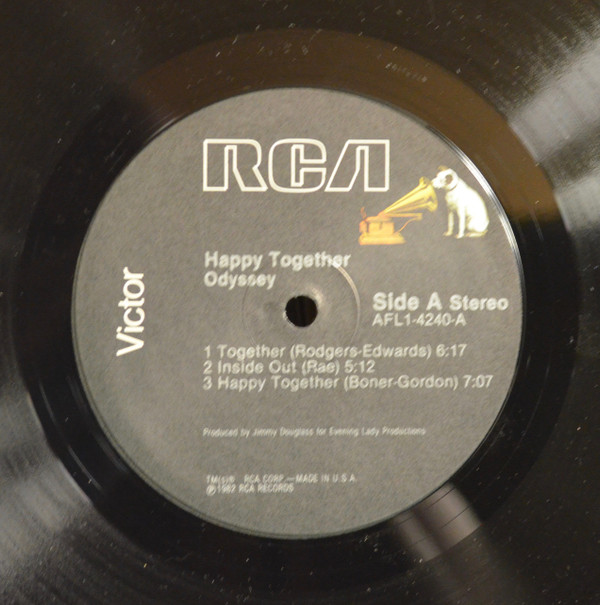 RCA
Happy Together
Odyssey
Victor
Side A Stereo
AFL1-4240-A
1 Together (Rodgers-Edwards) 6:17
2 Inside Out (Rae) 5:12
3 Happy Together (Boner-Gordon) 7:07
Produced by Jimmy Douglass for Evening Lady Productions
TM(s)® RCA CORP.—MADE IN U.S.A.
℗1982 RCA RECORDS